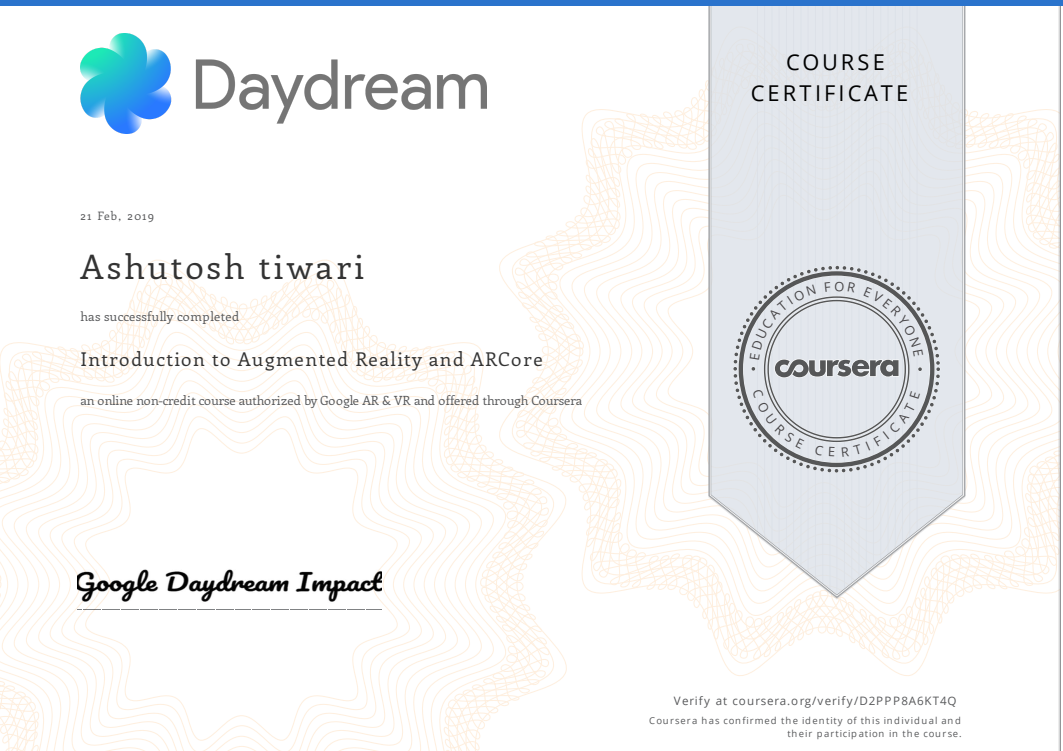 Daydream
COURSE
CERTIFICATE
21 Feb, 2019
Ashutosh tiwari
has successfully completed
Introduction to Augmented Reality and ARCore
an online non-credit course authorized by Google AR & VR and offered through Coursera
EDUCATION FOR EVERYONE
coursera
COURSE CERTIFICATE
Google Daydream Impact
Verify at coursera.org/verify/D2PPP8A6KT4Q
Coursera has confirmed the identity of this individual and
their participation in the course.